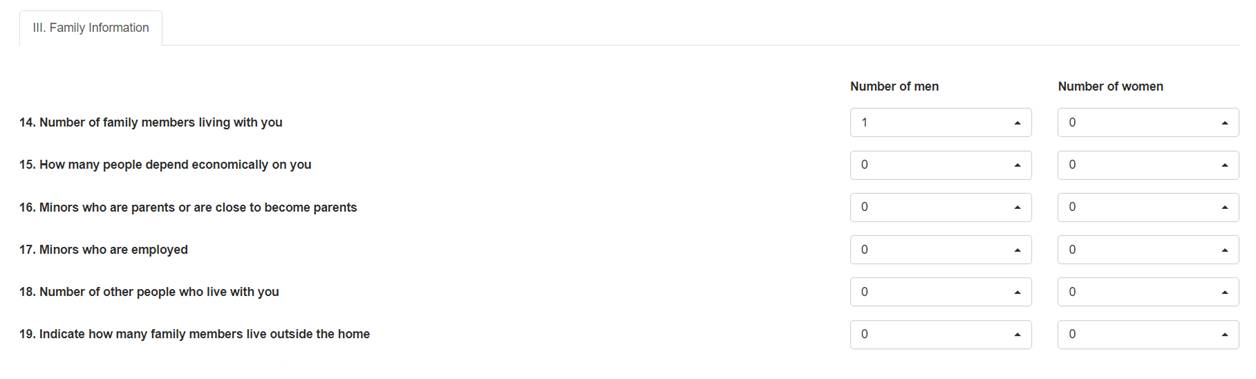 III. Family Information
Number of men Number of women
14. Number of family members living with you 1 0
15. How many people depend economically on you 0 0
16. Minors who are parents or are close to become parents 0 0
17. Minors who are employed 0 0
18. Number of other people who live with you 0 0
19. Indicate how many family members live outside the home 0 0